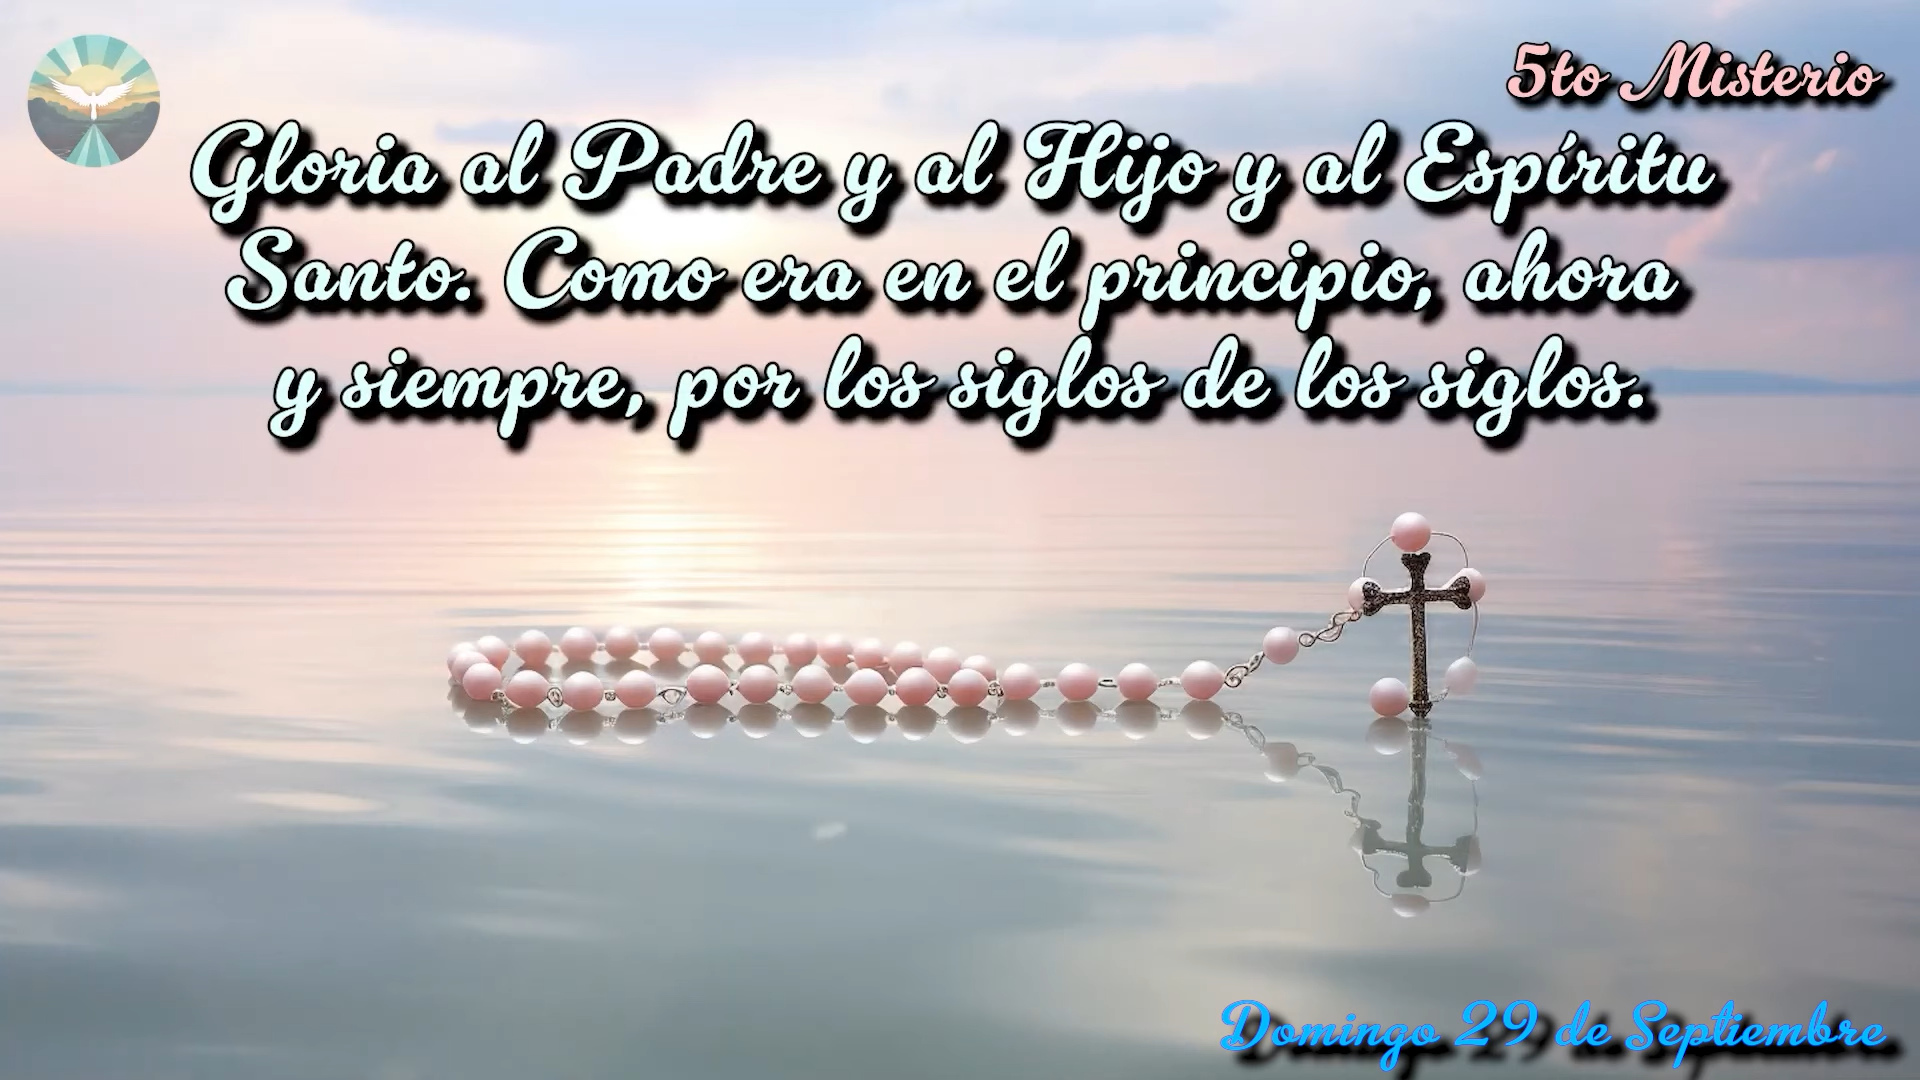 5to Misterio
Gloria al Padre y al Hijo y al Espíritu
Santo. Como era en el principio, ahora
y siempre, por los siglos de los siglos.
Domingo 29 de Septiembre